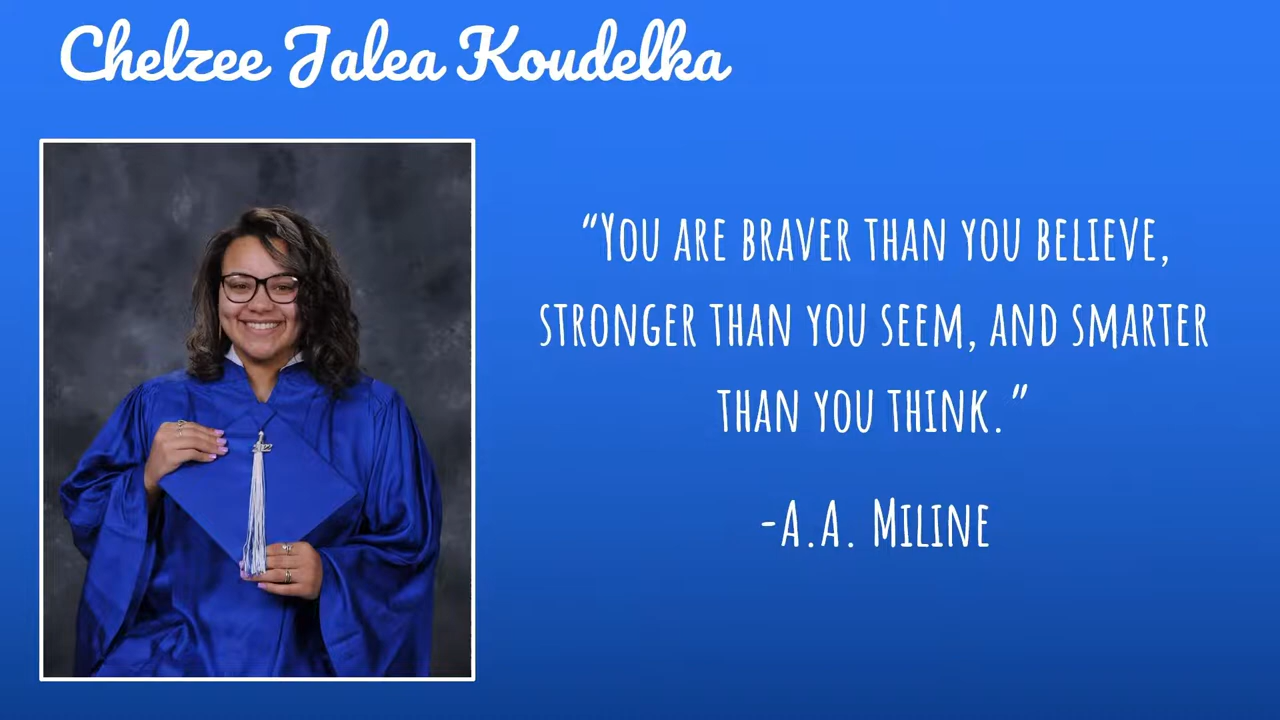 Chelzee Jalea Koudelka
“You are braver than you believe,
stronger than you seem, and smarter
than you think.”
-A.A. Miline